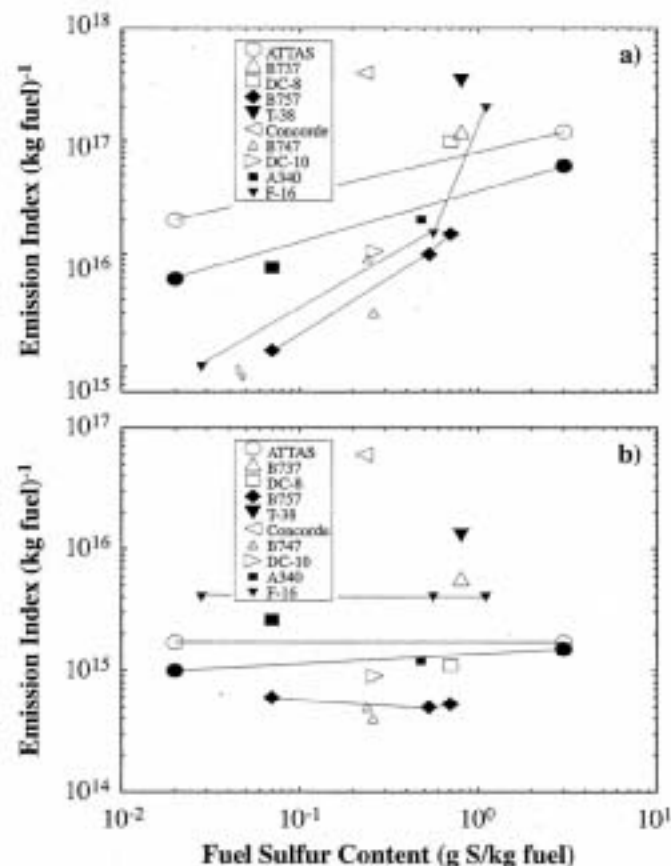 a)
10^18
10^17
10^16
10^15
Emission Index (kg fuel)^-1
ATTAS
B737
DC-8
B757
T-38
Concorde
B747
DC-10
A340
F-16
b)
10^17
10^16
10^15
10^14
Emission Index (kg fuel)^-1
ATTAS
B737
DC-8
B757
T-38
Concorde
B747
DC-10
A340
F-16
10^-2
10^-1
10^0
10^1
Fuel Sulfur Content (g S/kg fuel)